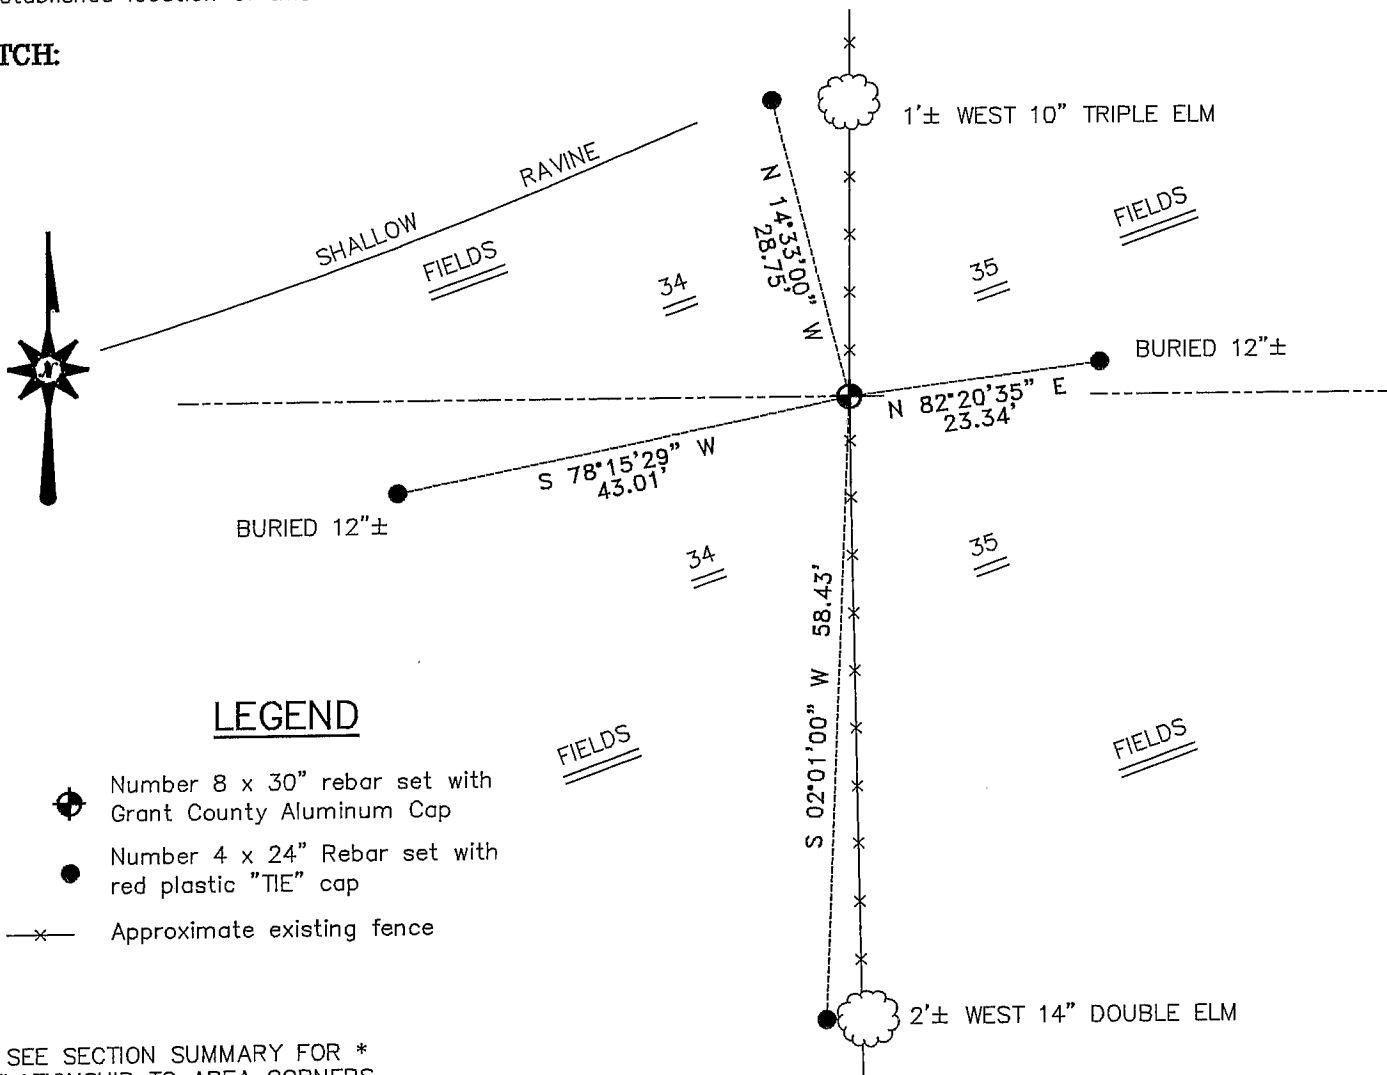 TCH:
1'± WEST 10" TRIPLE ELM
SHALLOW RAVINE
FIELDS
FIELDS
34
35
N 14°33'00" W
28.75'
N
BURIED 12"±
N 82°20'35" E
23.34'
S 78°15'29" W
43.01'
BURIED 12"±
34
35
S 02°01'00" W 58.43'
FIELDS
FIELDS
LEGEND
Number 8 x 30" rebar set with
Grant County Aluminum Cap
Number 4 x 24" Rebar set with
red plastic "TIE" cap
Approximate existing fence
2'± WEST 14" DOUBLE ELM
SEE SECTION SUMMARY FOR *
TO AREA CORNERS